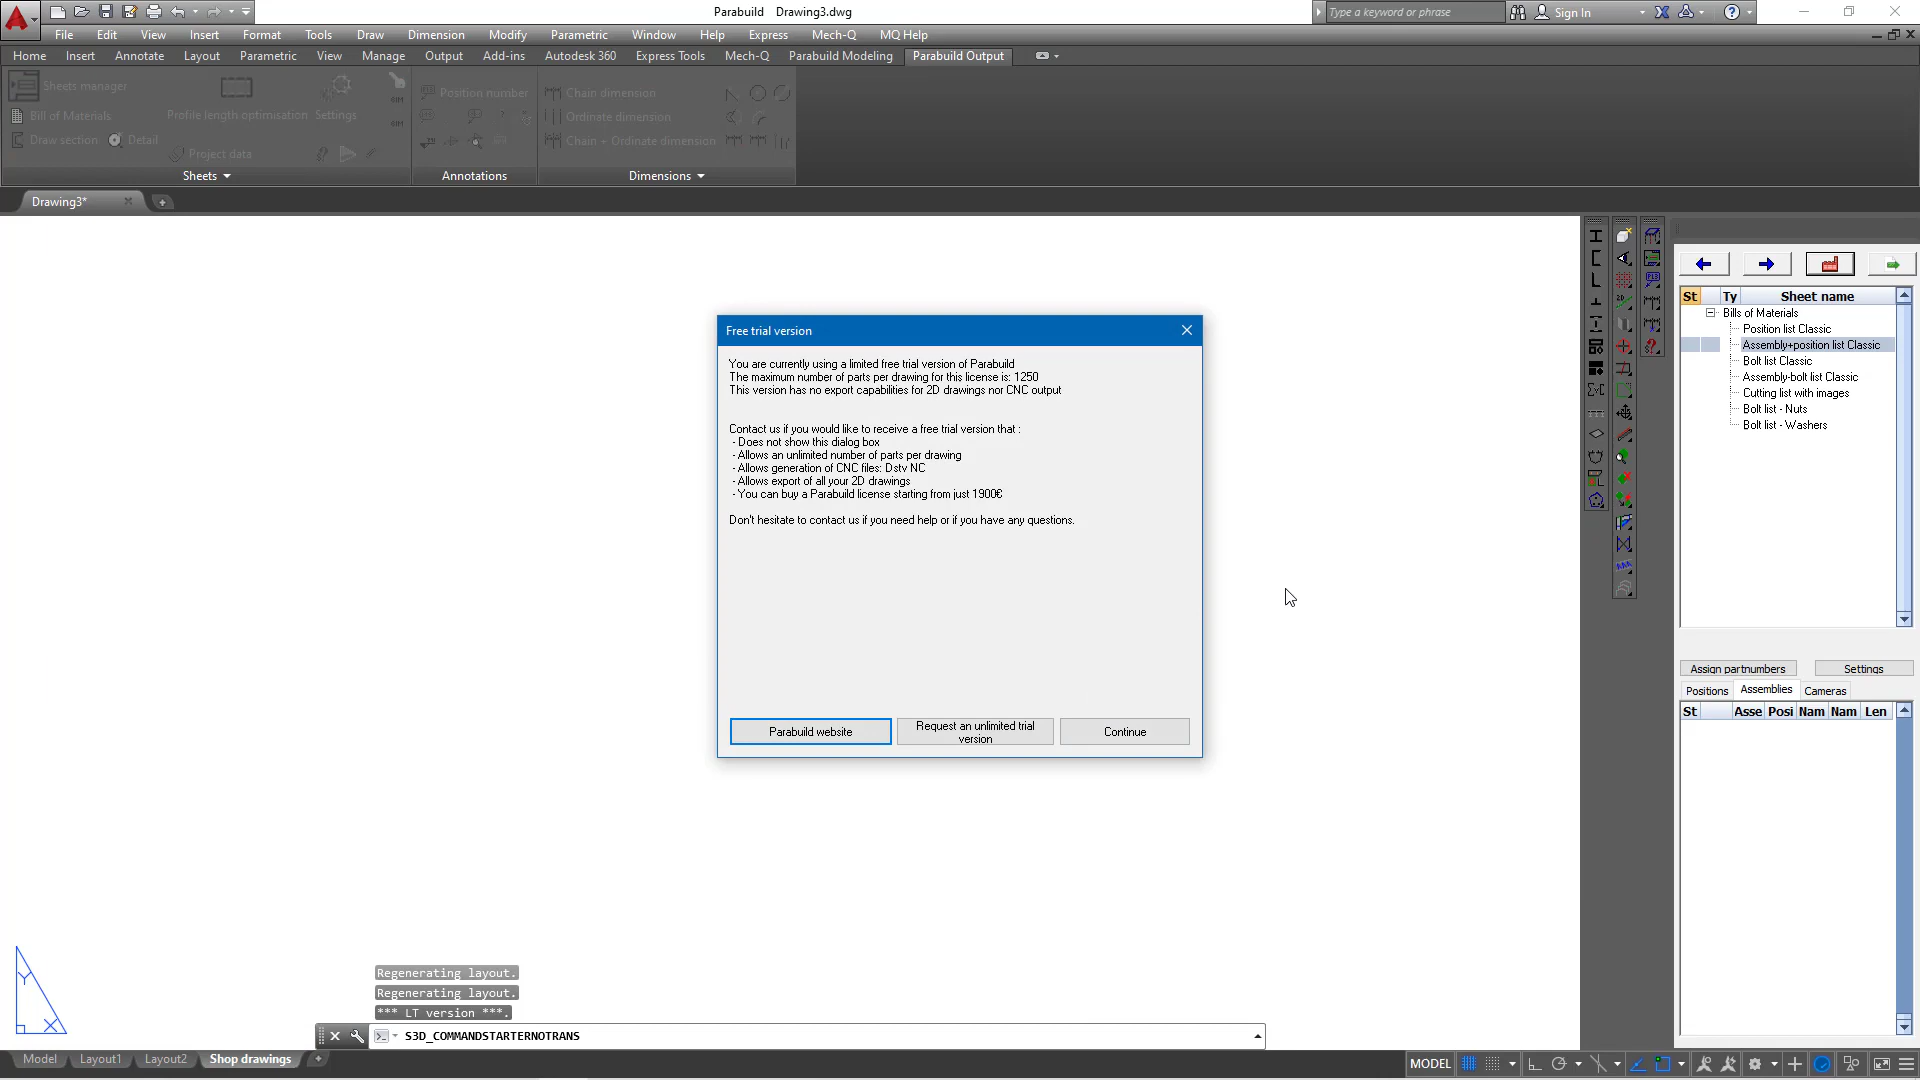 Parabuild Drawing3.dwg
Type a keyword or phrase
Sign In
File Edit View Insert Format Tools Draw Dimension Modify Parametric Window Help Express Mech-Q MQ Help
Home Insert Annotate Layout Parametric View Manage Output Add-ins Autodesk 360 Express Tools Mech-Q Parabuild Modeling Parabuild Output
Sheets manager
Bill of Materials
Draw section
Detail
Profile length optimisation
Settings
Project data
Sheets
Position number
Annotations
Chain dimension
Ordinate dimension
Chain + Ordinate dimension
Dimensions
Drawing3*
Free trial version
You are currently using a limited free trial version of Parabuild
The maximum number of parts per drawing for this license is: 1250
This version has no export capabilities for 2D drawings nor CNC output
Contact us if you would like to receive a free trial version that :
- Does not show this dialog box
- Allows an unlimited number of parts per drawing
- Allows generation of CNC files: Dstv NC
- Allows export of all your 2D drawings
- You can buy a Parabuild license starting from just 1900€
Don't hesitate to contact us if you need help or if you have any questions.
Parabuild website
Request an unlimited trial
version
Continue
St Ty Sheet name
Bills of Materials
Position list Classic
Assembly+position list Classic
Bolt list Classic
Assembly-bolt list Classic
Cutting list with images
Bolt list - Nuts
Bolt list - Washers
Assign partnumbers
Settings
Positions Assemblies Cameras
St Asse Posi Nam Nam Len
Y
X
Regenerating layout.
Regenerating layout.
*** LT version ***.
S3D_COMMANDSTARTERNOTRANS
Model Layout1 Layout2 Shop drawings
MODEL